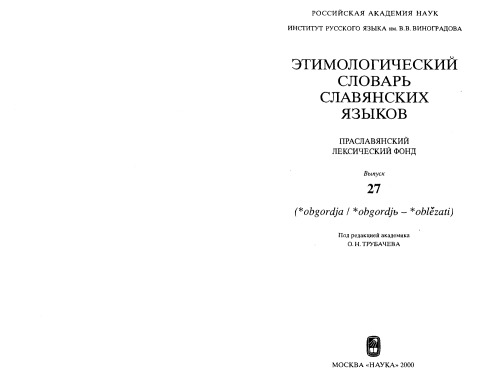 РОССИЙСКАЯ АКАДЕМИЯ НАУК
ИНСТИТУТ РУССКОГО ЯЗЫКА им. В.В. ВИНОГРАДОВА
ЭТИМОЛОГИЧЕСКИЙ
СЛОВАРЬ
СЛАВЯНСКИХ
ЯЗЫКОВ
ПРАСЛАВЯНСКИЙ
ЛЕКСИЧЕСКИЙ ФОНД
Выпуск
27
(*obgordja / *obgordjь – *oblězati)
Под редакцией академика
О.Н. ТРУБАЧЕВА
МОСКВА «НАУКА» 2000